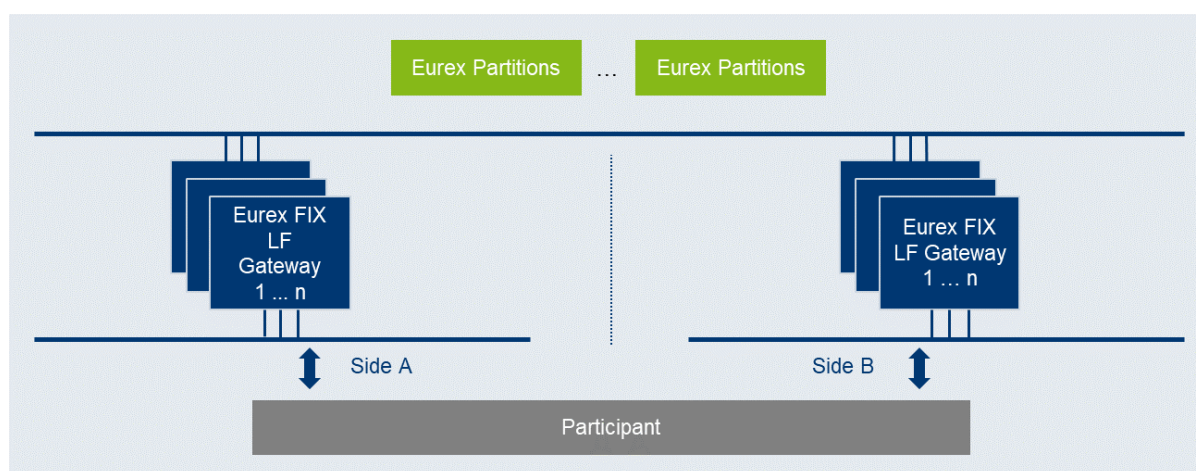 Eurex Partitions ... Eurex Partitions
Eurex FIX
LF
Gateway
1 ... n
Eurex FIX
LF Gateway
1 ... n
Side A
Side B
Participant